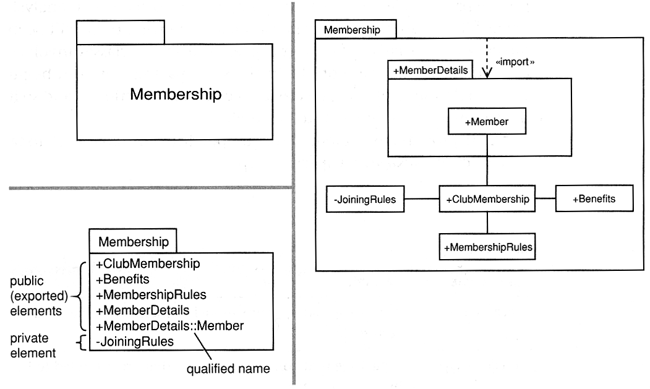 Membership
Membership
+ClubMembership
+Benefits
+MembershipRules
+MemberDetails
+MemberDetails::Member
-JoiningRules
public
(exported)
elements
private
element
qualified name
Membership
«import»
+MemberDetails
+Member
-JoiningRules
+ClubMembership
+Benefits
+MembershipRules